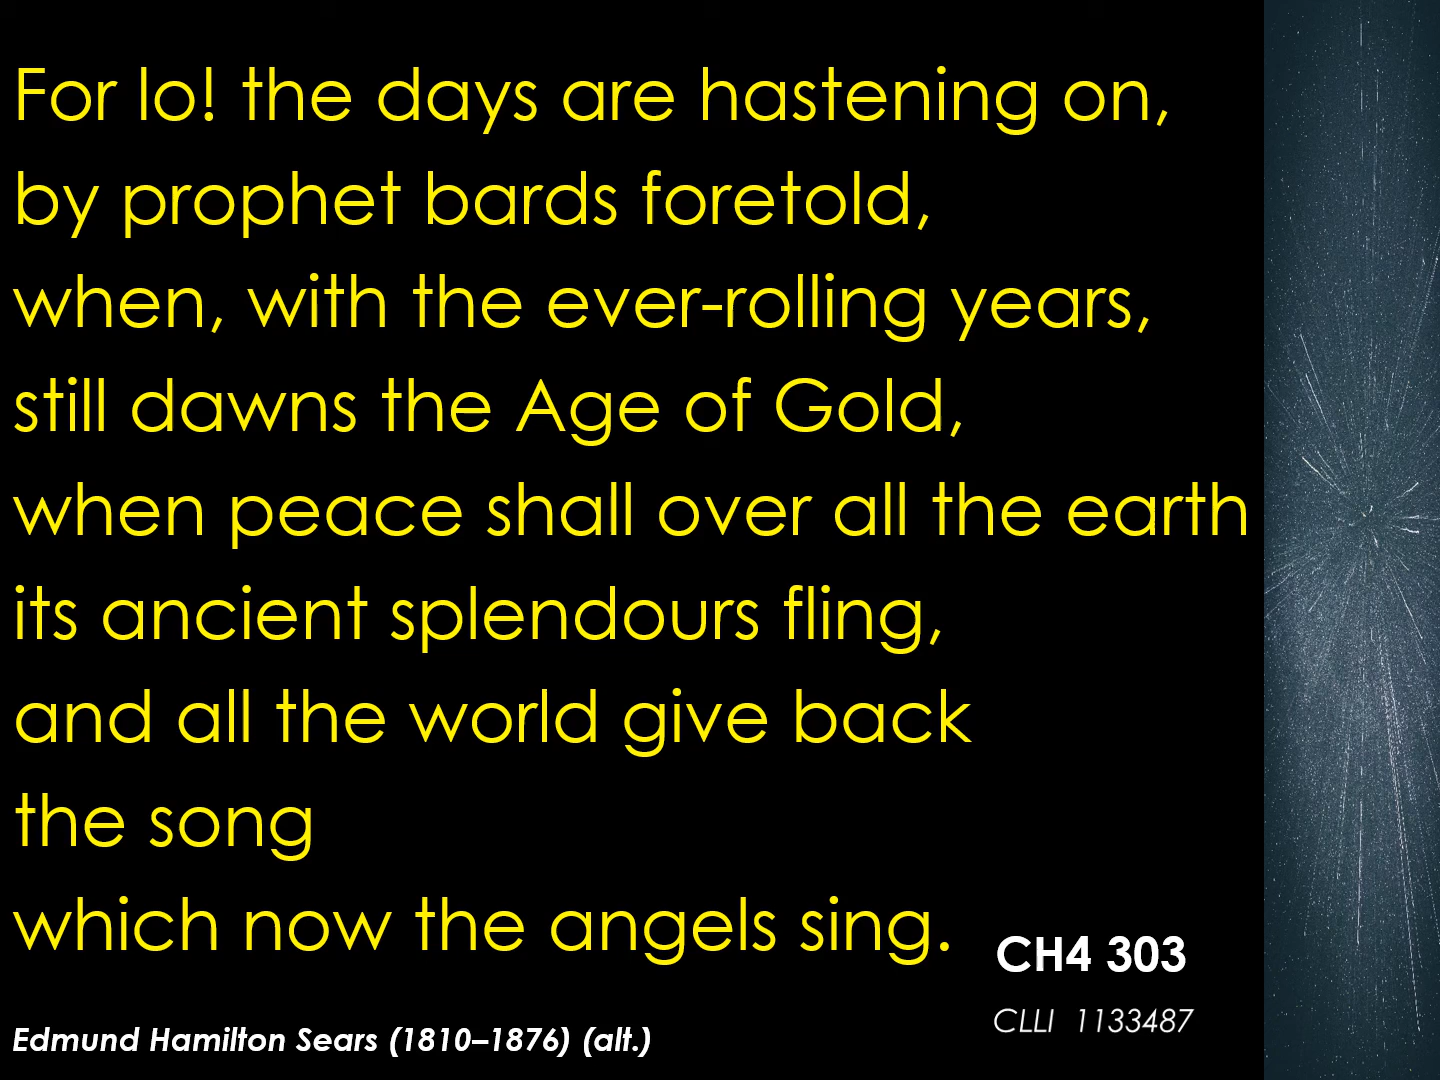 For lo! the days are hastening on,
by prophet bards foretold,
when, with the ever-rolling years,
still dawns the Age of Gold,
when peace shall over all the earth
its ancient splendours fling,
and all the world give back
the song
which now the angels sing.
CH4 303
CLLI 1133487
Edmund Hamilton Sears (1810–1876) (alt.)